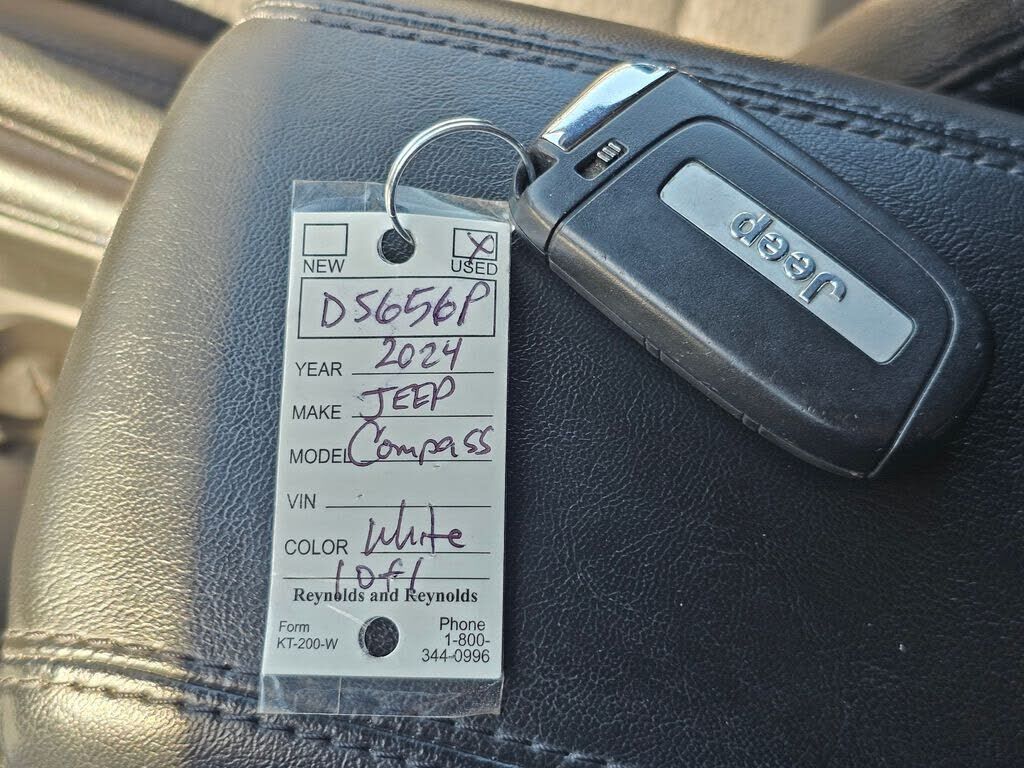 NEW
X
USED
D5656P
YEAR 2024
MAKE JEEP
MODEL Compass
VIN
COLOR White
1 of 1
Reynolds and Reynolds
Form
KT-200-W
Phone
1-800-
344-0996
Jeep